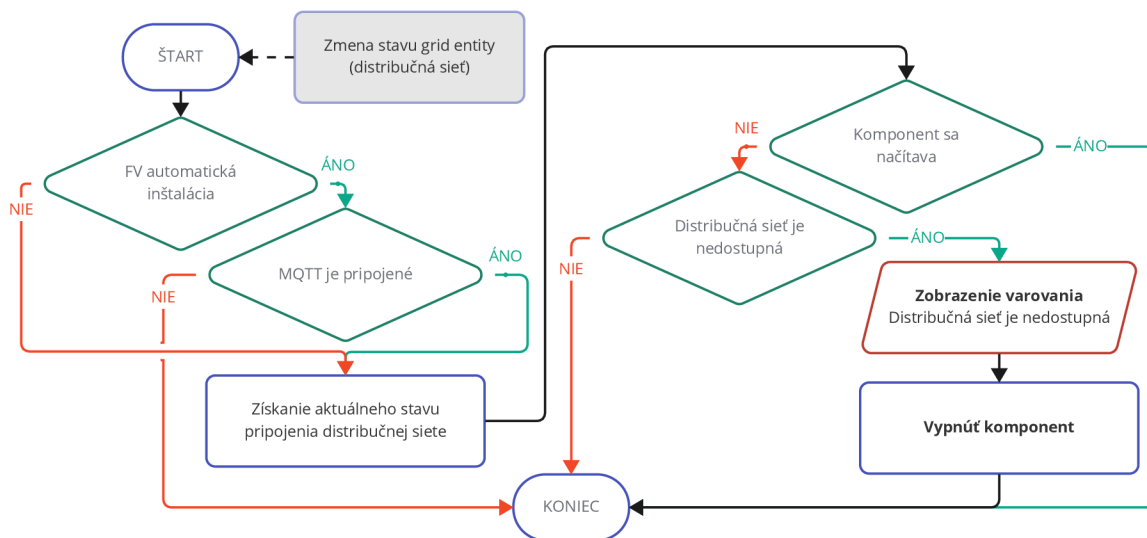 ŠTART
Zmena stavu grid entity
(distribučná sieť)
FV automatická
inštalácia
ÁNO
NIE
MQTT je pripojené
ÁNO
NIE
Získanie aktuálneho stavu
pripojenia distribučnej siete
Komponent sa
načítava
NIE
ÁNO
Distribučná sieť je
nedostupná
NIE
ÁNO
Zobrazenie varovania
Distribučná sieť je nedostupná
Vypnúť komponent
KONIEC